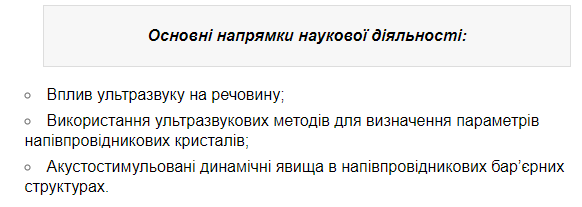 Основні напрямки наукової діяльності:
Вплив ультразвуку на речовину;
Використання ультразвукових методів для визначення параметрів
напівпровідникових кристалів;
Акустостимульовані динамічні явища в напівпровідникових бар’єрних
структурах.